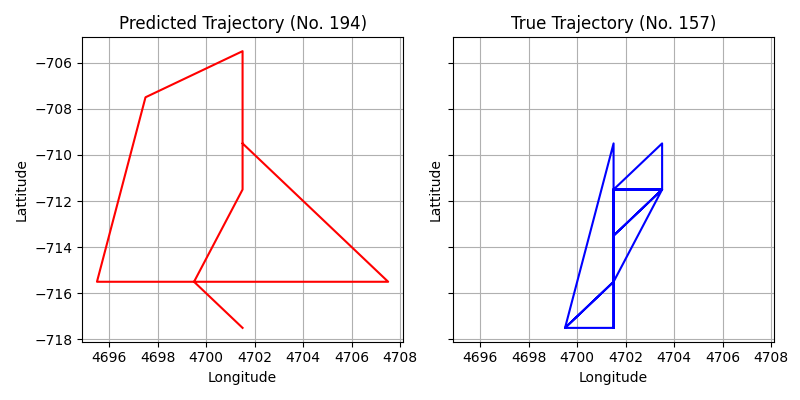 Predicted Trajectory (No. 194)
True Trajectory (No. 157)
Lattitude
−706
−708
−710
−712
−714
−716
−718
4696 4698 4700 4702 4704 4706 4708
Longitude
Lattitude
4696 4698 4700 4702 4704 4706 4708
Longitude